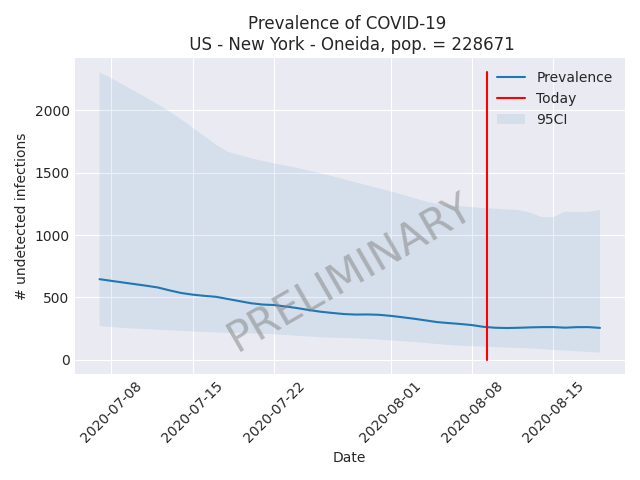 Prevalence of COVID-19
US - New York - Oneida, pop. = 228671
Prevalence
Today
95CI
# undetected infections
2000
1500
1000
500
0
PRELIMINARY
2020-07-08
2020-07-15
2020-07-22
2020-08-01
2020-08-08
2020-08-15
Date